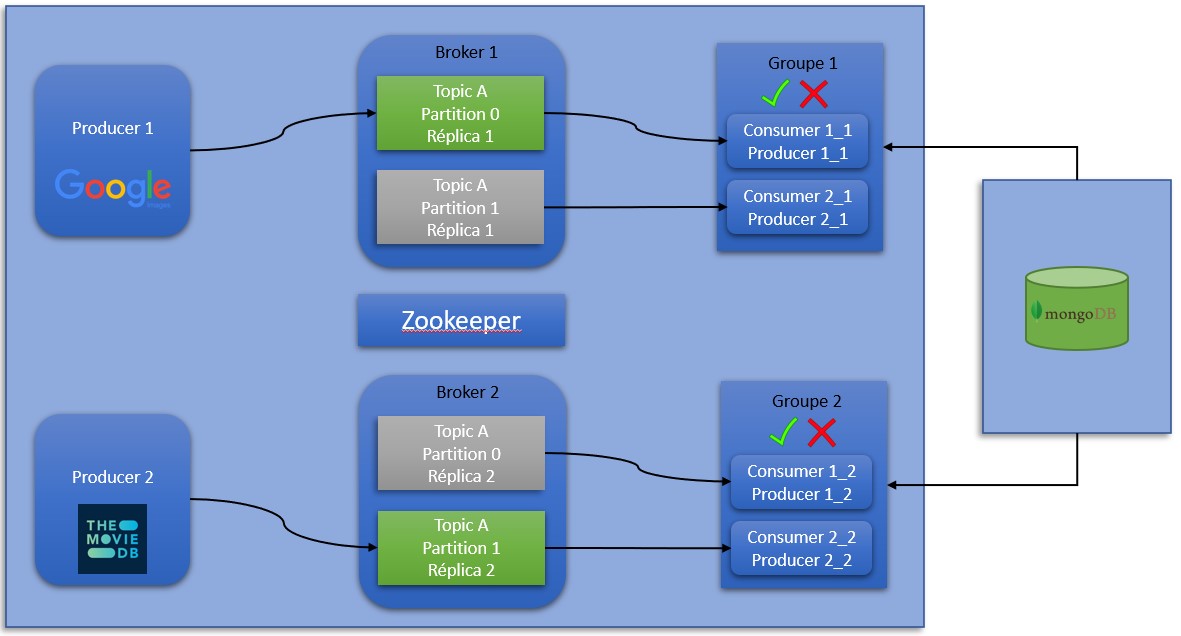 Producer 1
Google
images
Broker 1
Topic A
Partition 0
Réplica 1
Topic A
Partition 1
Réplica 1
Groupe 1
Consumer 1_1
Producer 1_1
Consumer 2_1
Producer 2_1
Zookeeper
mongoDB
Producer 2
THE
MOVIE
DB
Broker 2
Topic A
Partition 0
Réplica 2
Topic A
Partition 1
Réplica 2
Groupe 2
Consumer 1_2
Producer 1_2
Consumer 2_2
Producer 2_2